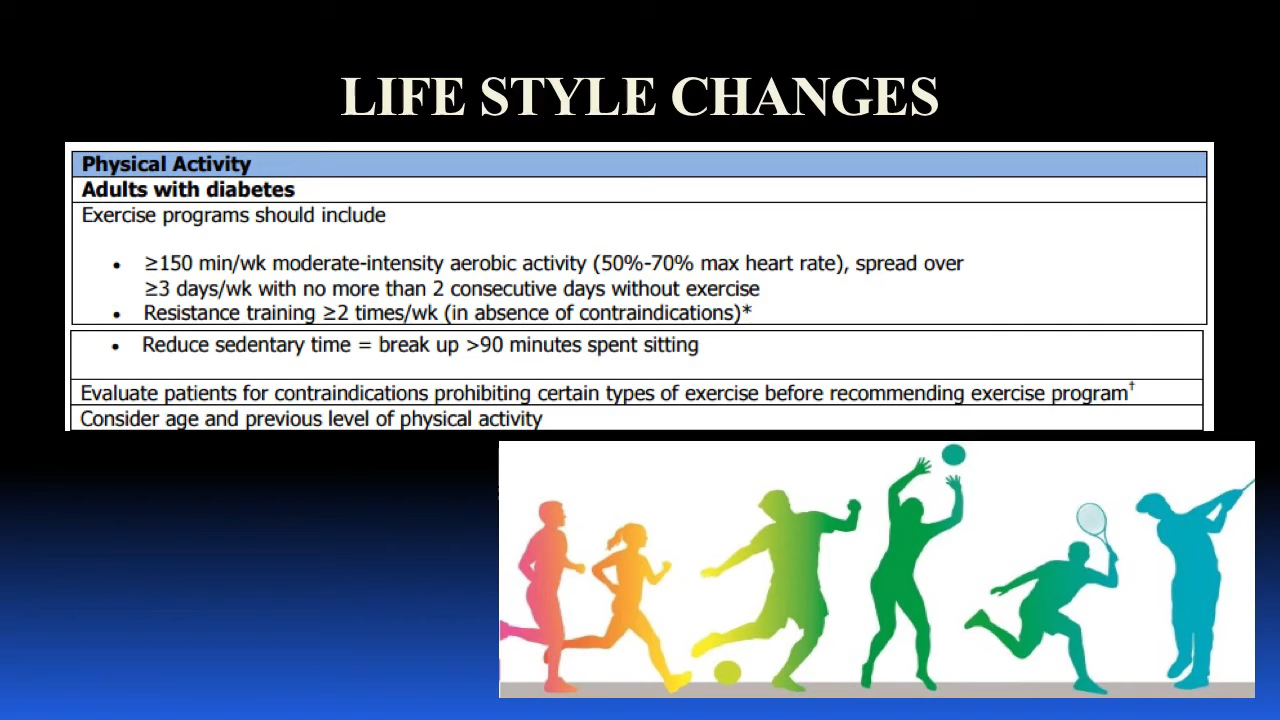 LIFE STYLE CHANGES
Physical Activity
Adults with diabetes
Exercise programs should include
• ≥150 min/wk moderate-intensity aerobic activity (50%-70% max heart rate), spread over
≥3 days/wk with no more than 2 consecutive days without exercise
• Resistance training ≥2 times/wk (in absence of contraindications)*
• Reduce sedentary time = break up >90 minutes spent sitting
Evaluate patients for contraindications prohibiting certain types of exercise before recommending exercise program†
Consider age and previous level of physical activity